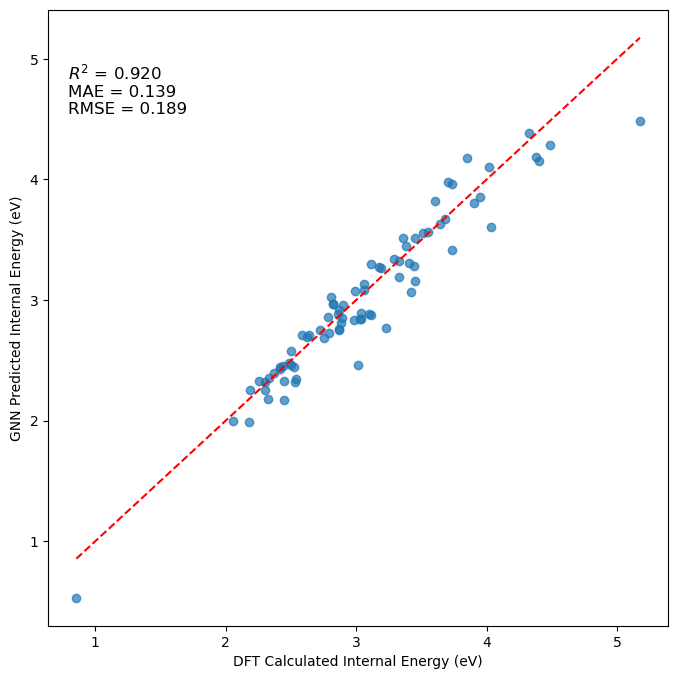 R² = 0.920
MAE = 0.139
RMSE = 0.189
GNN Predicted Internal Energy (eV)
5
4
3
2
1
1 2 3 4 5
DFT Calculated Internal Energy (eV)